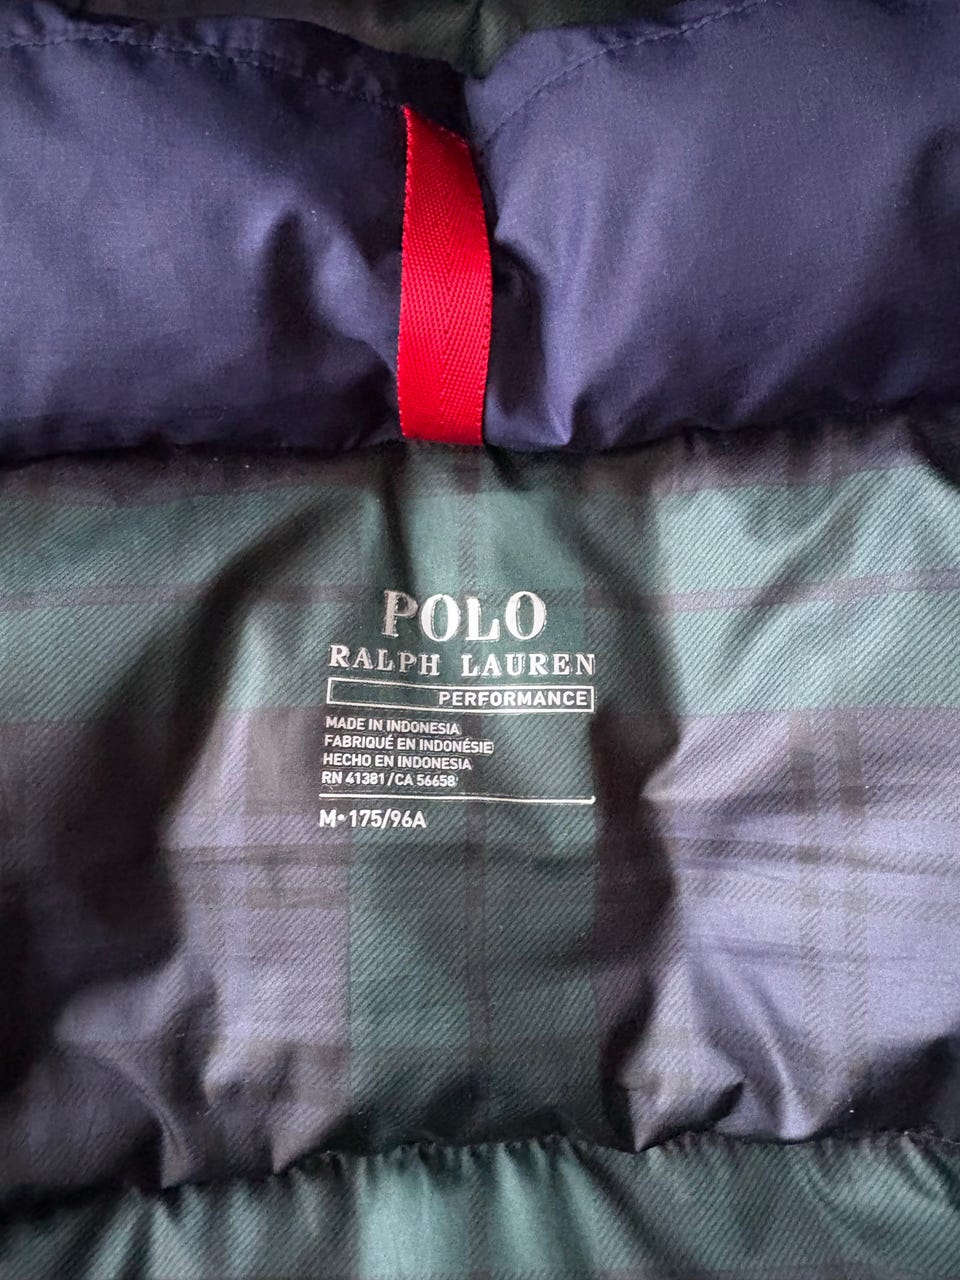 POLO
RALPH LAUREN
PERFORMANCE
MADE IN INDONESIA
FABRIQUÉ EN INDONÉSIE
HECHO EN INDONESIA
RN 41381/CA 56658
M•175/96A